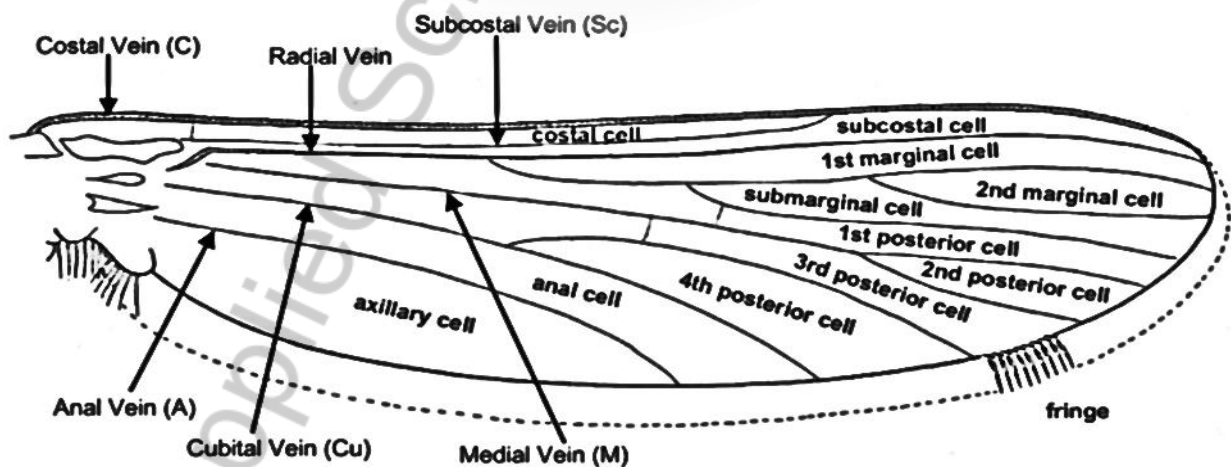 Subcostal Vein (Sc)
Costal Vein (C)
Radial Vein
costal cell
subcostal cell
1st marginal cell
2nd marginal cell
submarginal cell
1st posterior cell
2nd posterior cell
3rd posterior cell
4th posterior cell
anal cell
axillary cell
Anal Vein (A)
Cubital Vein (Cu)
Medial Vein (M)
fringe